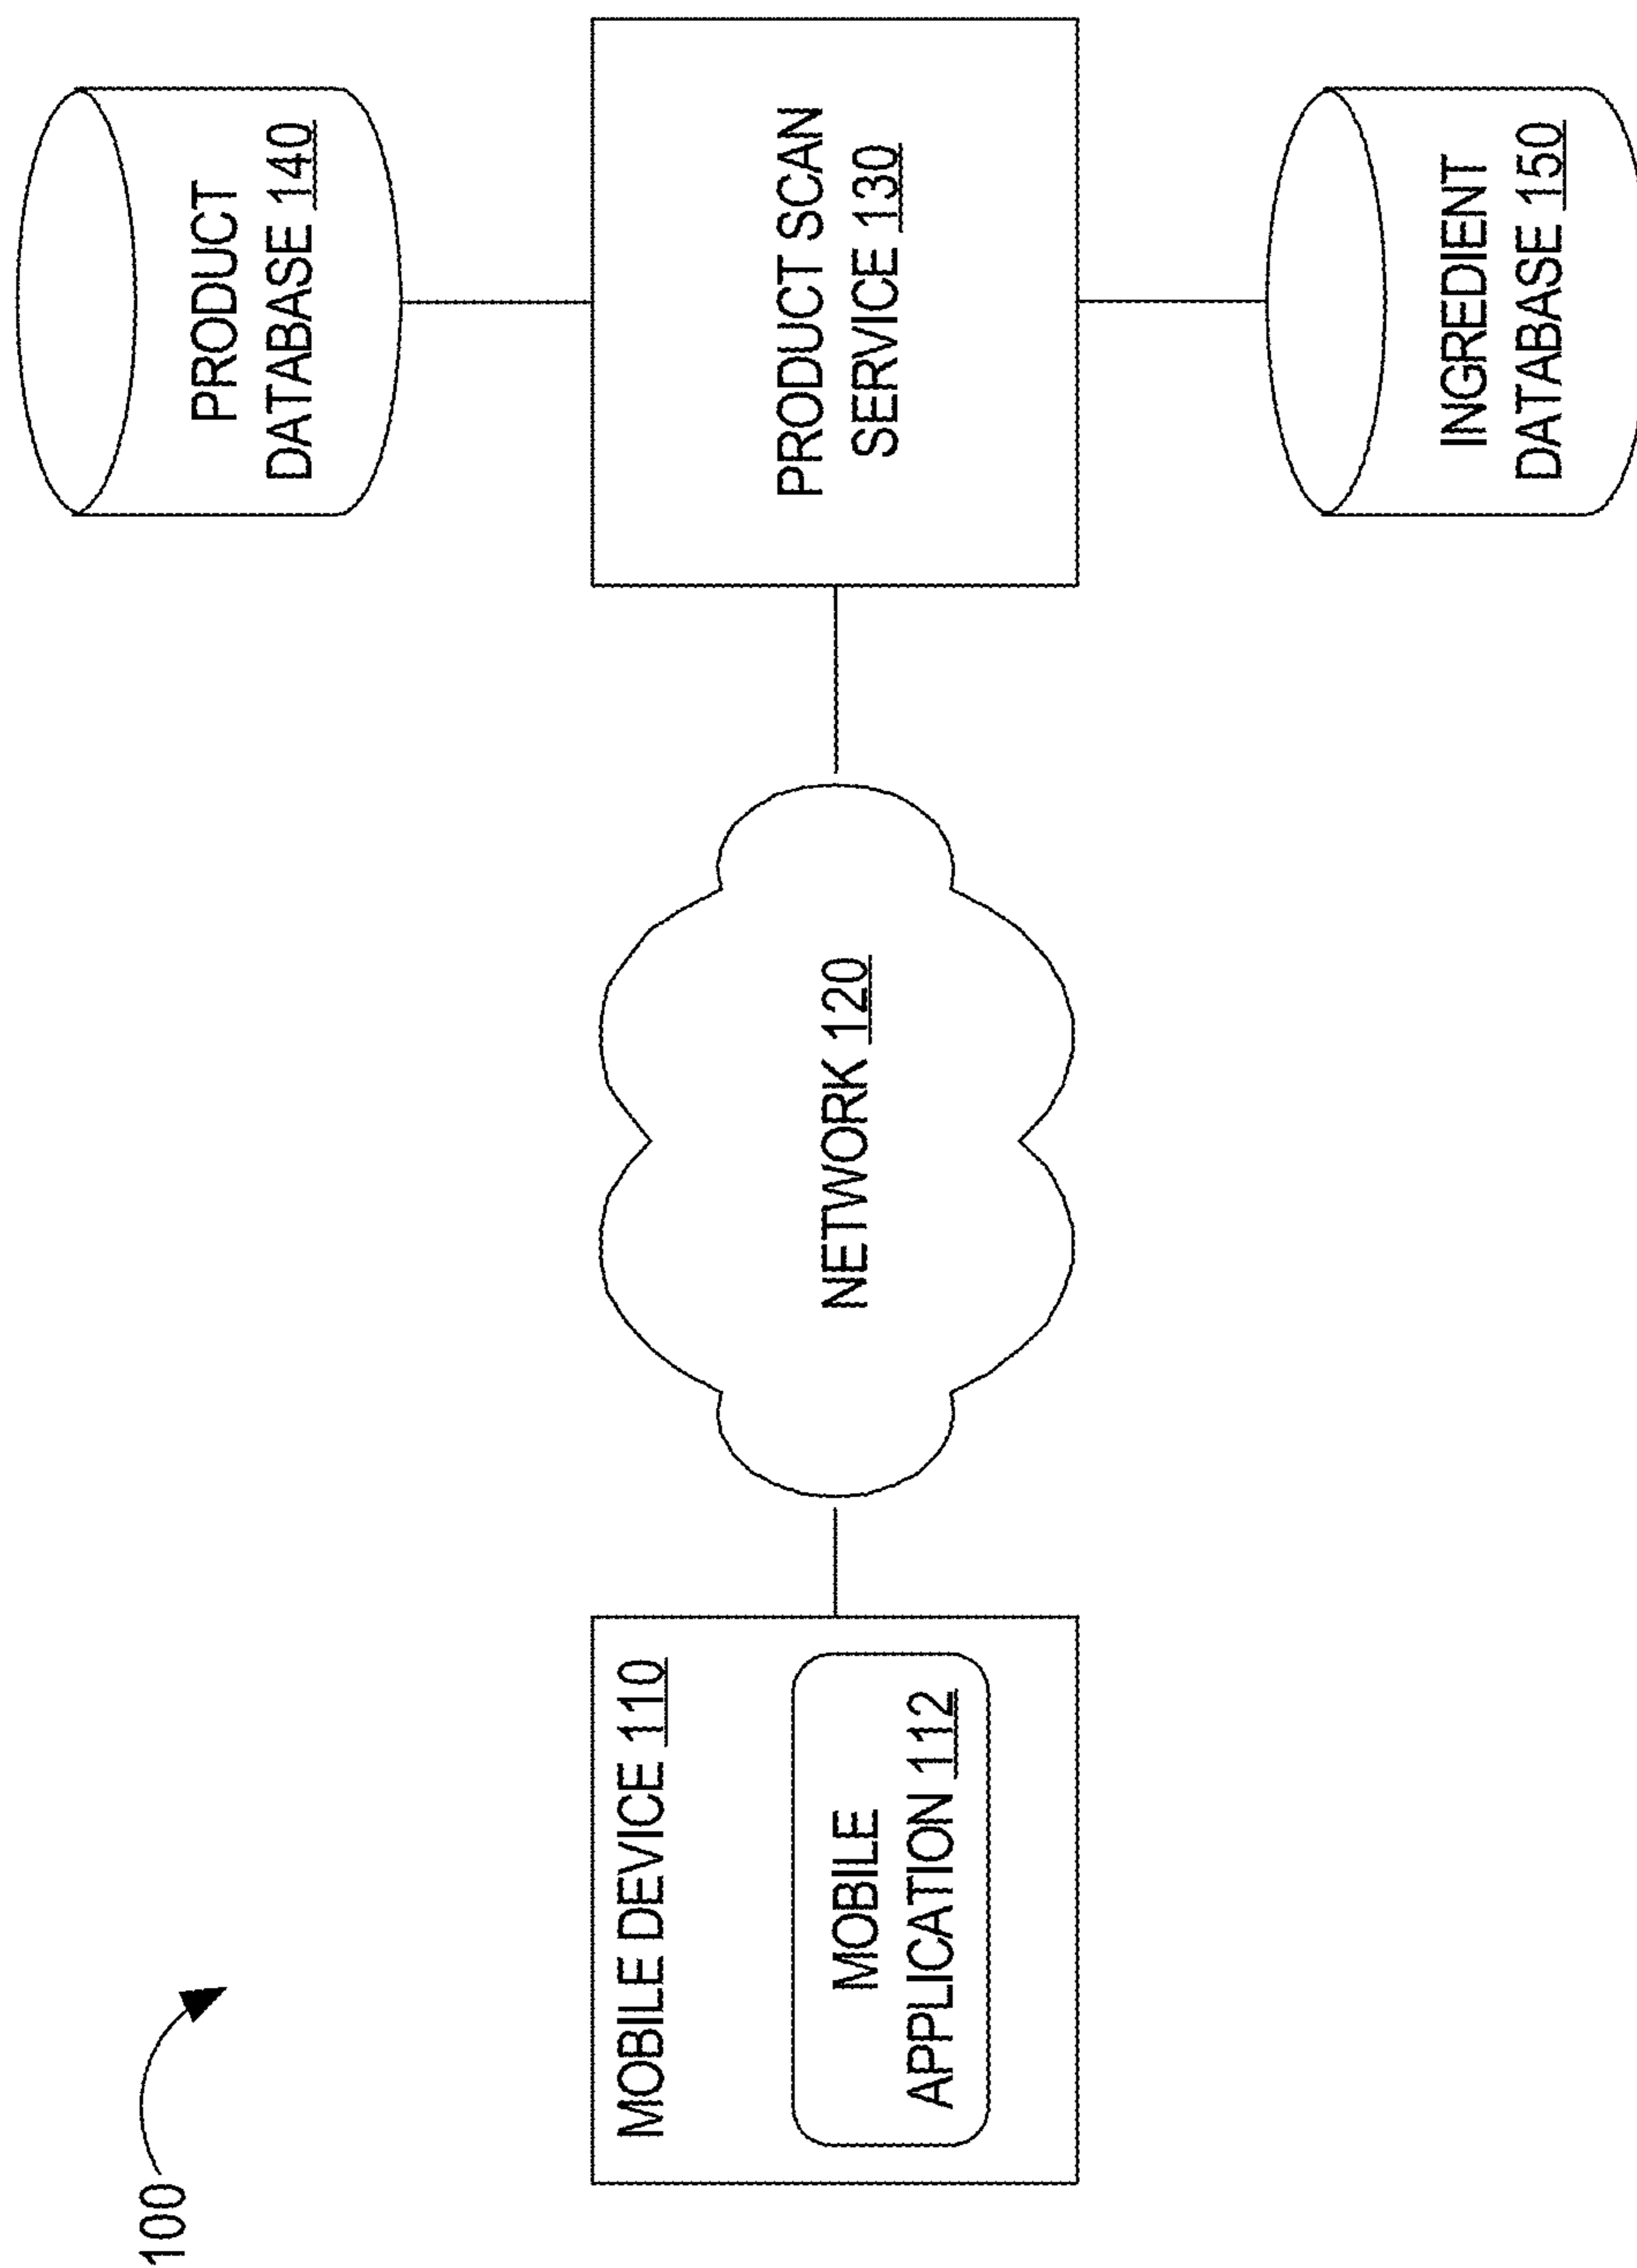 100
MOBILE DEVICE 110
MOBILE
APPLICATION 112
NETWORK 120
PRODUCT
DATABASE 140
PRODUCT SCAN
SERVICE 130
INGREDIENT
DATABASE 150